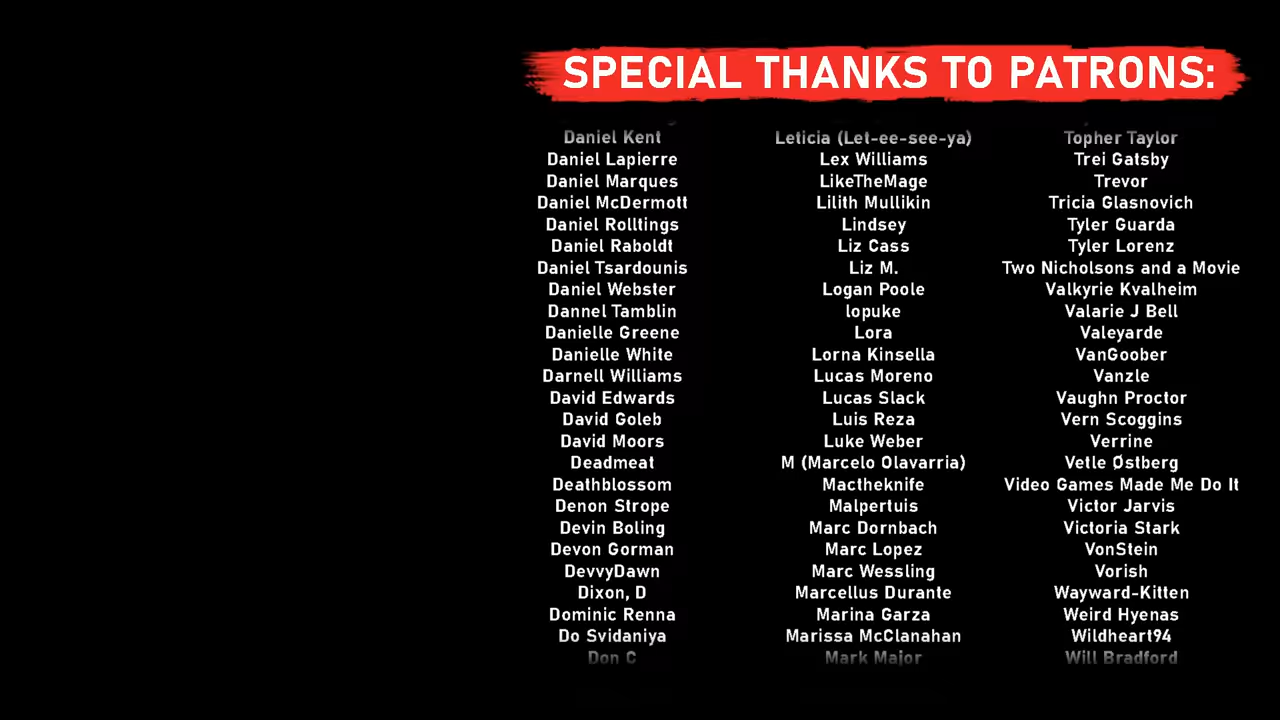 SPECIAL THANKS TO PATRONS:
Daniel Kent
Daniel Lapierre
Daniel Marques
Daniel McDermott
Daniel Rolltings
Daniel Raboldt
Daniel Tsardounis
Daniel Webster
Dannel Tamblin
Danielle Greene
Danielle White
Darnell Williams
David Edwards
David Goleb
David Moors
Deadmeat
Deathblossom
Denon Strope
Devin Boling
Devon Gorman
DevvyDawn
Dixon, D
Dominic Renna
Do Svidaniya
Don C
Leticia (Let-ee-see-ya)
Lex Williams
LikeTheMage
Lilith Mullikin
Lindsey
Liz Cass
Liz M.
Logan Poole
lopuke
Lora
Lorna Kinsella
Lucas Moreno
Lucas Slack
Luis Reza
Luke Weber
M (Marcelo Olavarria)
Mactheknife
Malpertuis
Marc Dornbach
Marc Lopez
Marc Wessling
Marcellus Durante
Marina Garza
Marissa McClanahan
Mark Major
Topher Taylor
Trei Gatsby
Trevor
Tricia Glasnovich
Tyler Guarda
Tyler Lorenz
Two Nicholsons and a Movie
Valkyrie Kvalheim
Valarie J Bell
Valeyarde
VanGoober
Vanzle
Vaughn Proctor
Vern Scoggins
Verrine
Vetle Østberg
Video Games Made Me Do It
Victor Jarvis
Victoria Stark
VonStein
Vorish
Wayward-Kitten
Weird Hyenas
Wildheart94
Will Bradford